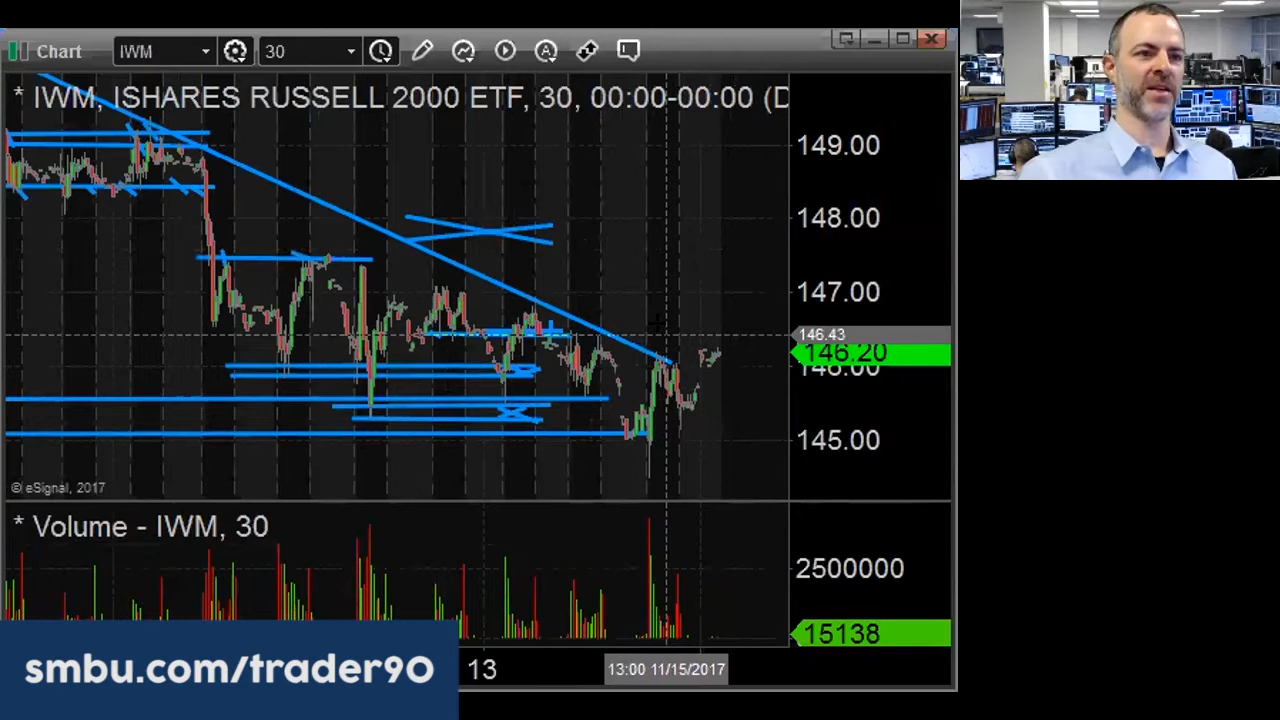 Chart
IWM
30
* IWM, ISHARES RUSSELL 2000 ETF, 30, 00:00-00:00 (D
149.00
148.00
147.00
146.43
146.20
146.00
145.00
© eSignal, 2017
* Volume - IWM, 30
2500000
15138
13
13:00 11/15/2017
smbu.com/trader90